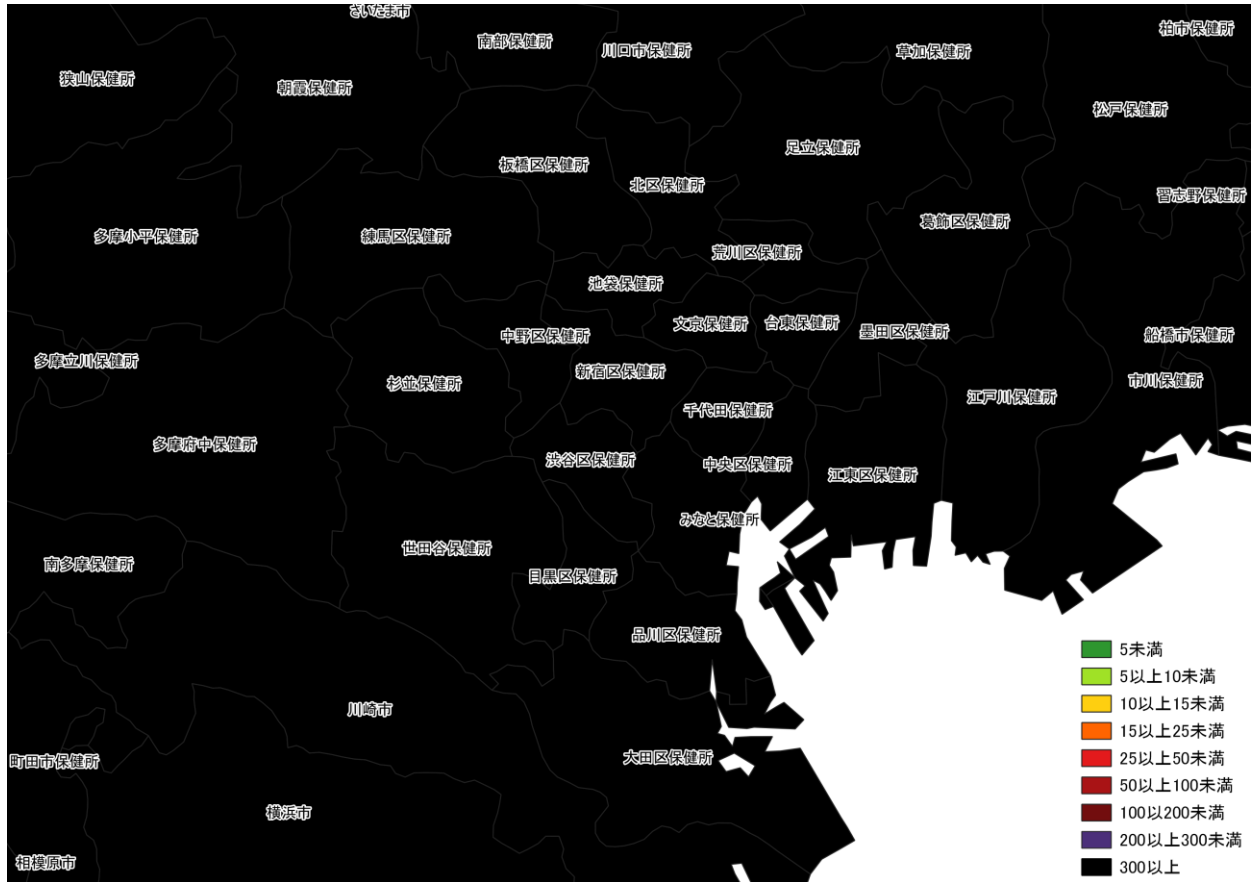 さいたま市
南部保健所
川口市保健所
草加保健所
柏市保健所
狭山保健所
朝霞保健所
松戸保健所
足立保健所
板橋区保健所
北区保健所
習志野保健所
多摩小平保健所
練馬区保健所
葛飾区保健所
荒川区保健所
池袋保健所
文京保健所
台東保健所
中野区保健所
墨田区保健所
船橋市保健所
多摩立川保健所
新宿区保健所
杉並保健所
市川保健所
江戸川保健所
千代田保健所
多摩府中保健所
渋谷区保健所
中央区保健所
江東区保健所
みなと保健所
南多摩保健所
世田谷保健所
目黒区保健所
品川区保健所
川崎市
町田市保健所
大田区保健所
横浜市
相模原市
5未満
5以上10未満
10以上15未満
15以上25未満
25以上50未満
50以上100未満
100以200未満
200以上300未満
300以上